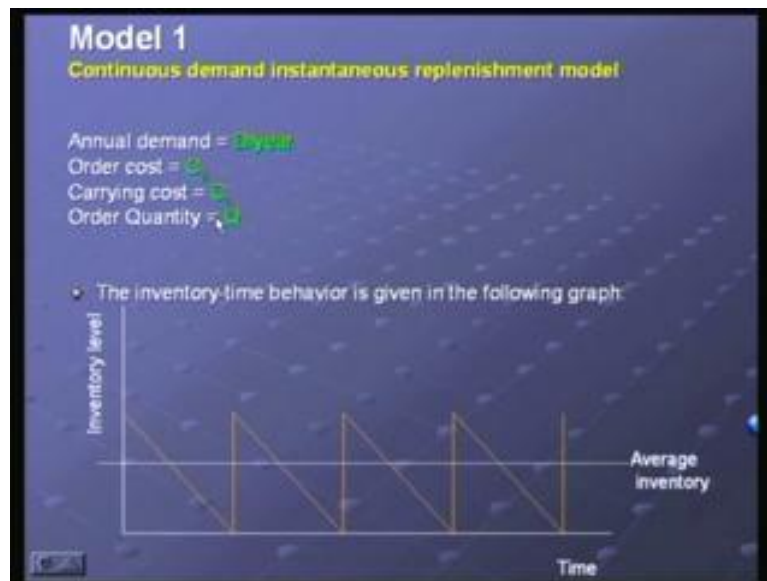 Model 1
Continuous demand instantaneous replenishment model
Annual demand =
Order cost =
Carrying cost =
Order Quantity = Q
The inventory-time behavior is given in the following graph:
Inventory level
Average
inventory
Time